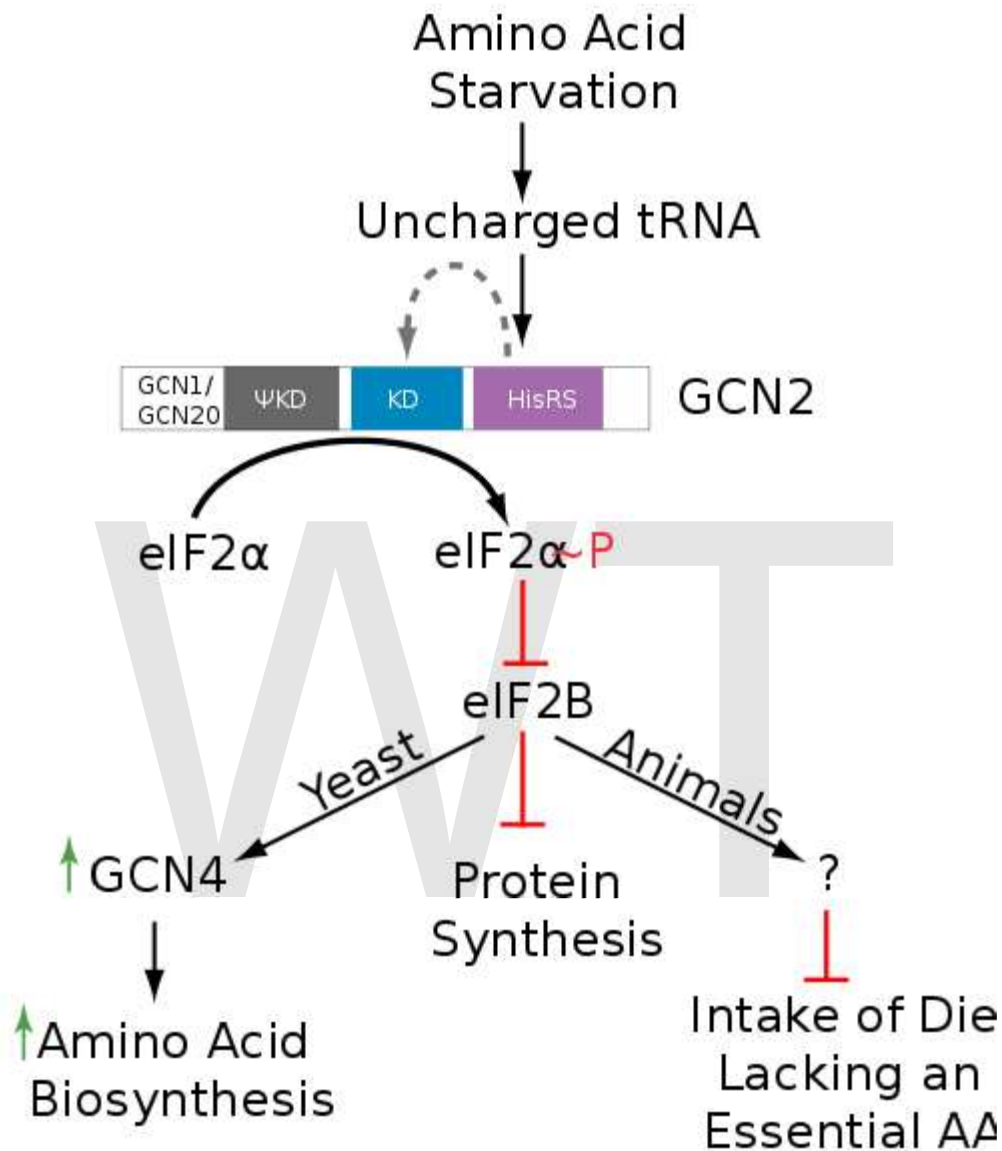 Amino Acid
Starvation
Uncharged tRNA
GCN1/
GCN20
ΨKD
KD
HisRS
GCN2
eIF2α
eIF2α~P
eIF2B
Yeast
Animals
GCN4
Protein
Synthesis
?
Amino Acid
Biosynthesis
Intake of Die
Lacking an
Essential AA
WT